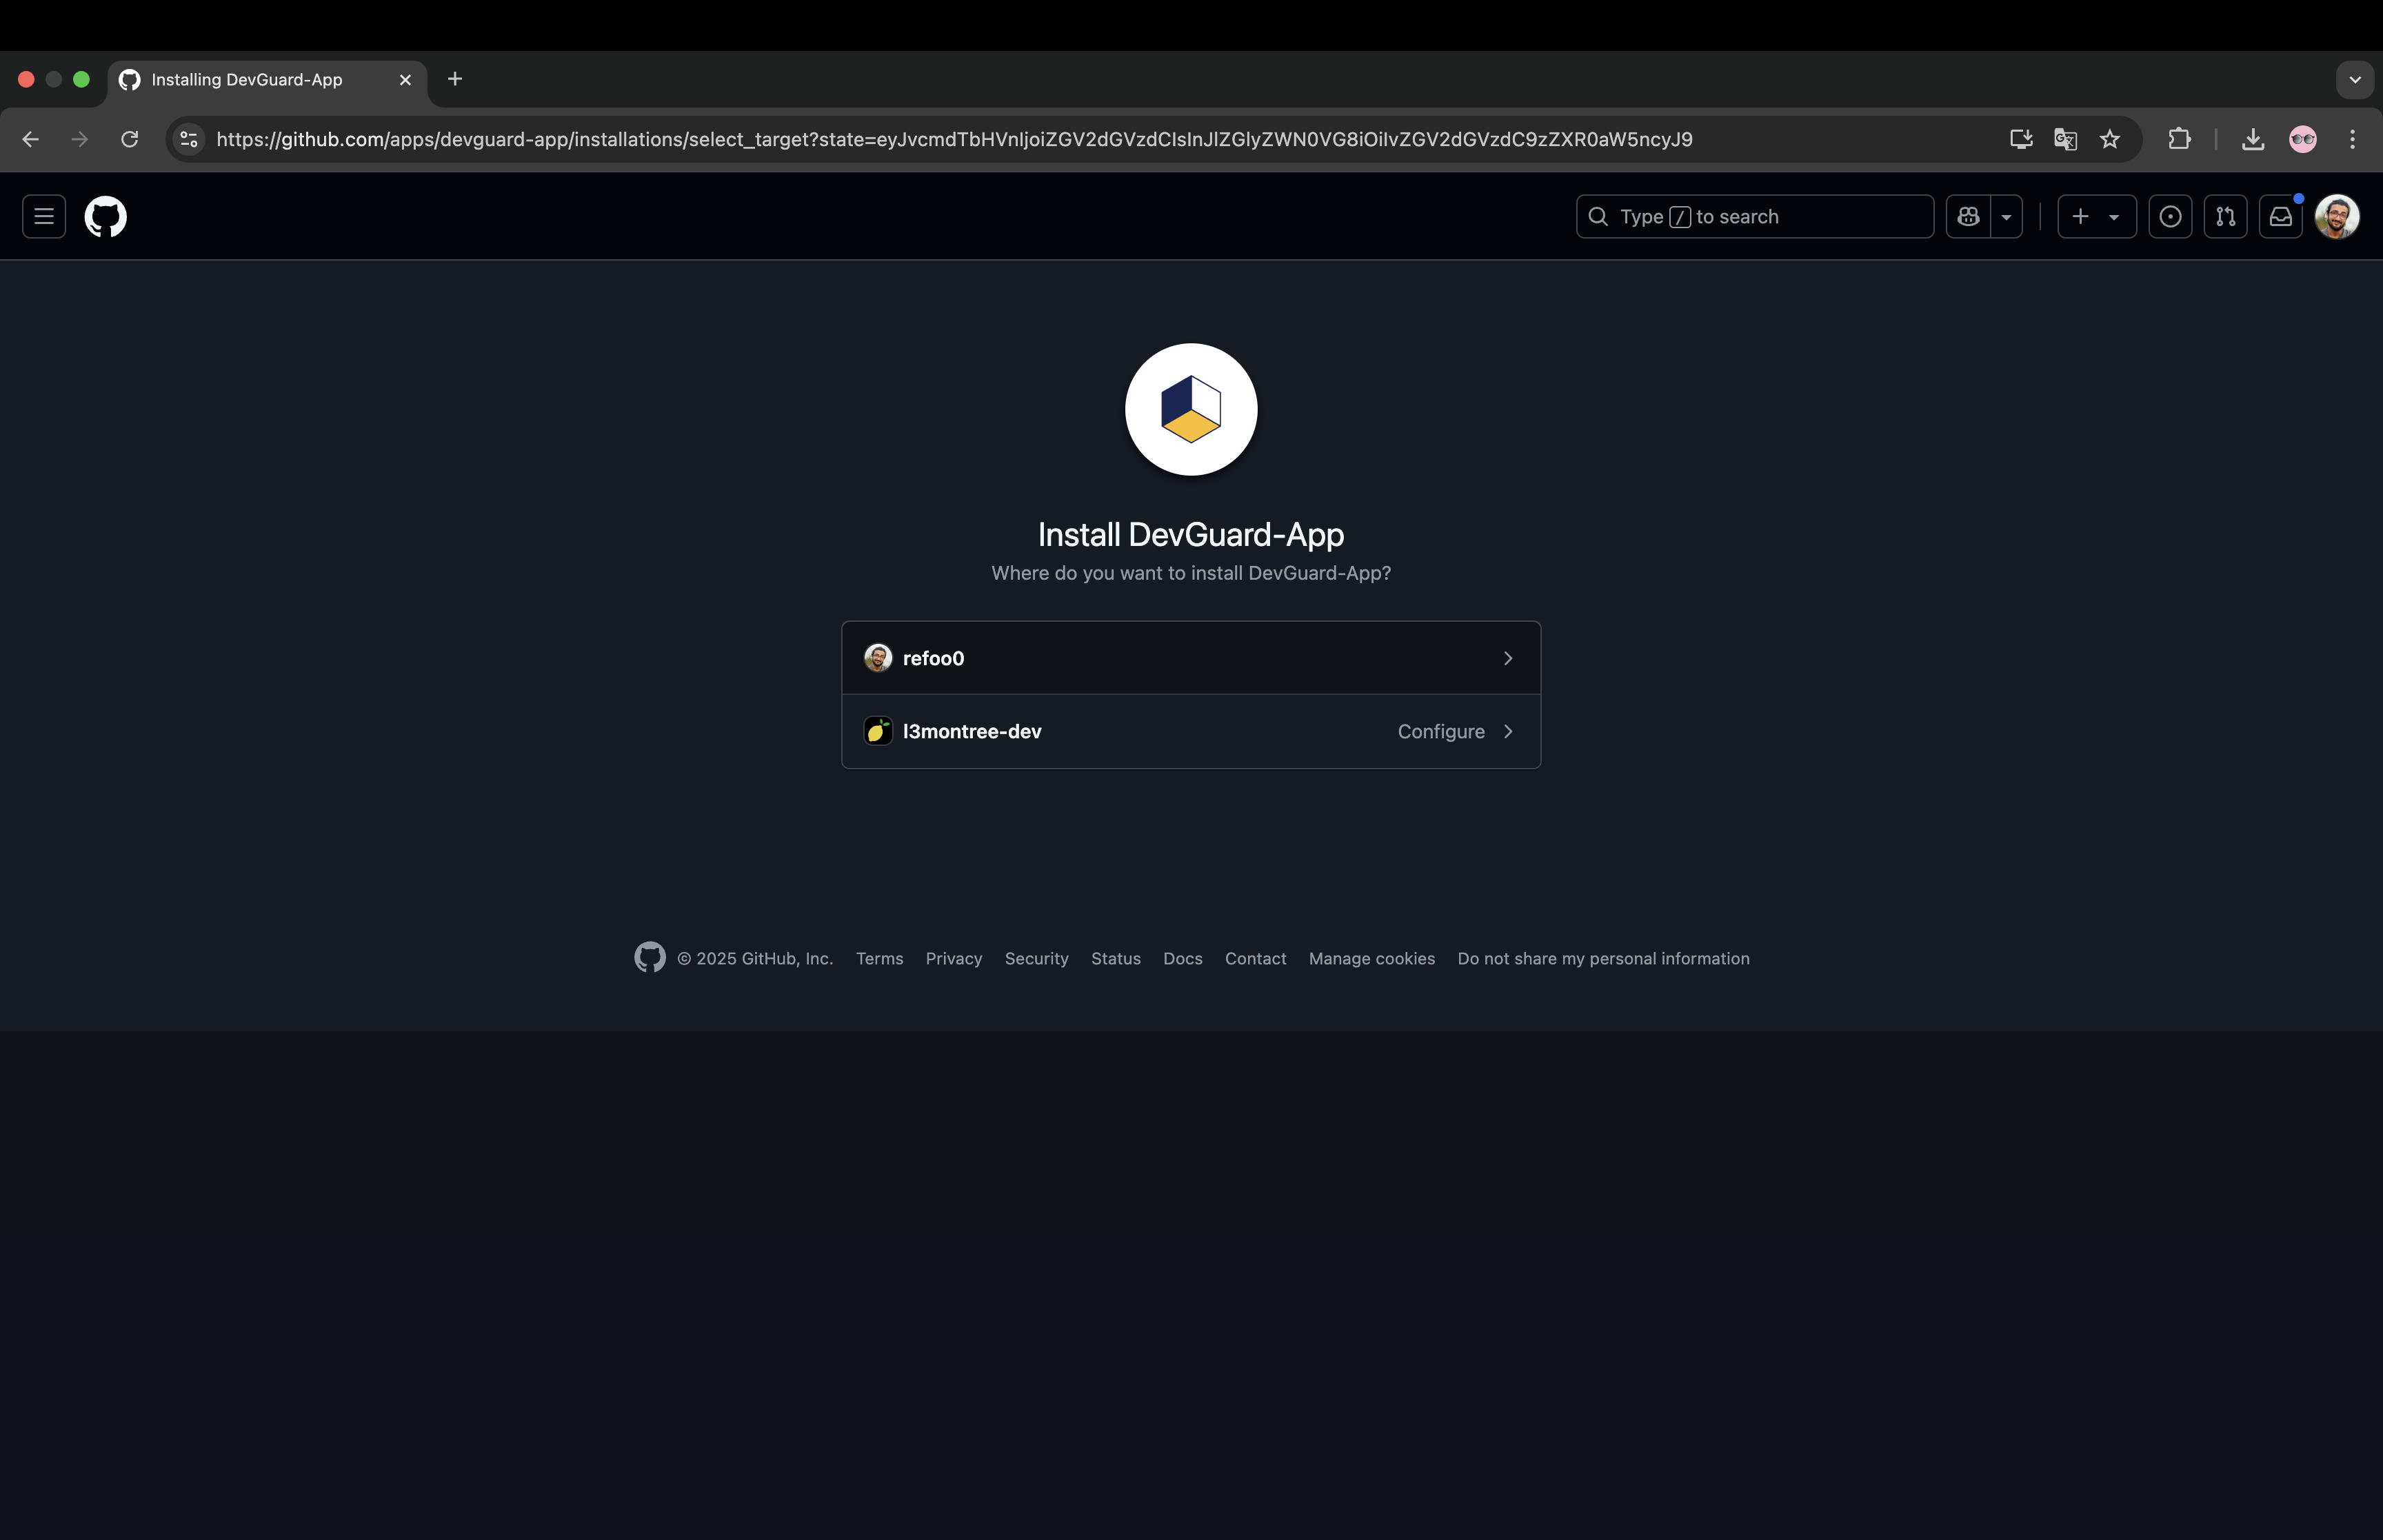 Installing DevGuard-App
https://github.com/apps/devguard-app/installations/select_target?state=eyJvcmdTbHVnIjoiZGV2dGVzdCIsInJlZGlyZWN0VG8iOiIvZGV2dGVzdC9zZXR0aW5ncyJ9
Type / to search
Install DevGuard-App
Where do you want to install DevGuard-App?
refoo0
l3montree-dev Configure
© 2025 GitHub, Inc. Terms Privacy Security Status Docs Contact Manage cookies Do not share my personal information